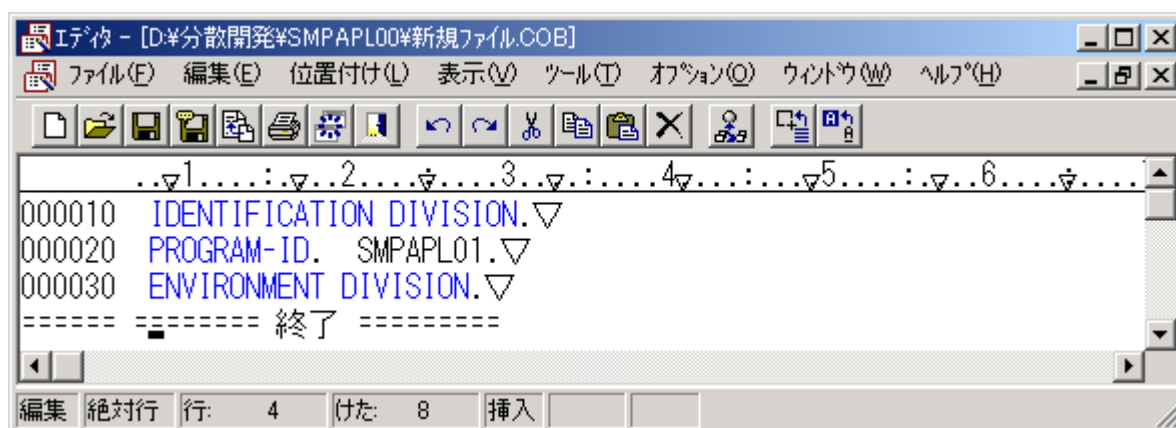 ｴﾃﾞｨﾀ - [D:¥分散開発¥SMPAPL00¥新規ﾌｧｲﾙ.COB]
ﾌｧｲﾙ(F) 編集(E) 位置付け(L) 表示(V) ﾂｰﾙ(T) ｵﾌﾟｼｮﾝ(O) ｳｨﾝﾄﾞｳ(W) ﾍﾙﾌﾟ(H)
..▽1....:.▽..2....▽....3..▽.:....4▽...:...▽5....:.▽..6....▽....
000010 IDENTIFICATION DIVISION.▽
000020 PROGRAM-ID. SMPAPL01.▽
000030 ENVIRONMENT DIVISION.▽
====== ======== 終了 =========
編集 絶対行 行: 4 けた: 8 挿入